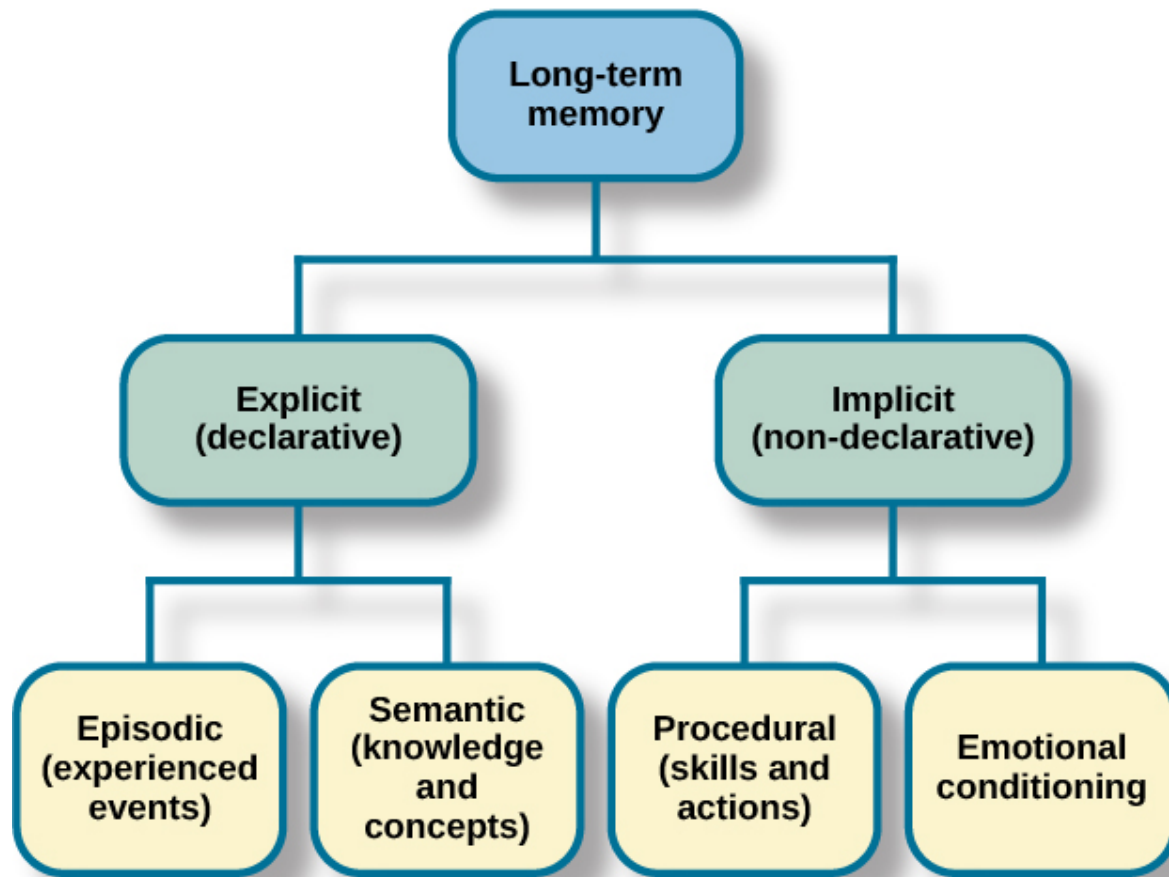 Long-term
memory
Explicit
(declarative)
Implicit
(non-declarative)
Episodic
(experienced
events)
Semantic
(knowledge
and
concepts)
Procedural
(skills and
actions)
Emotional
conditioning